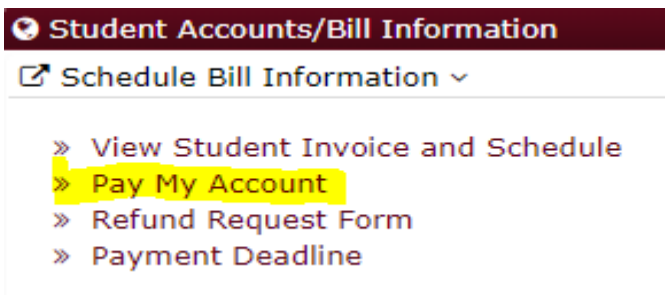 Student Accounts/Bill Information
Schedule Bill Information
» View Student Invoice and Schedule
» Pay My Account
» Refund Request Form
» Payment Deadline